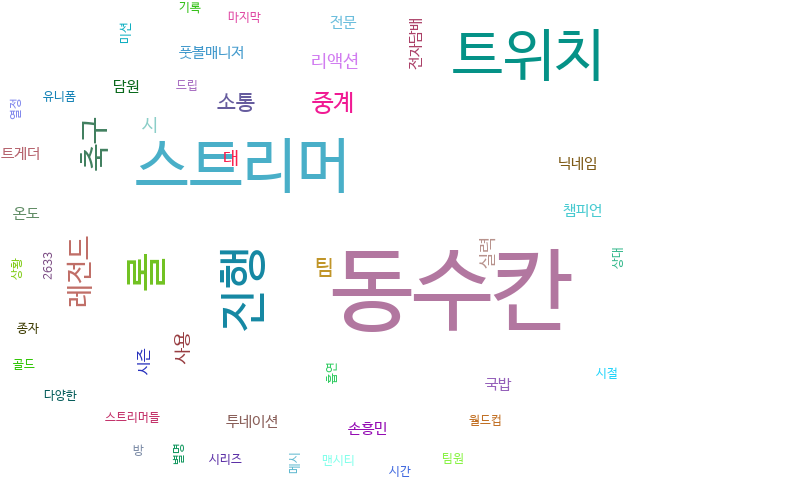 기록
마지막
전문
미션
전자담배
트위치
풋볼매니저
리액션
담원
드립
유니폼
소통
중계
열정
시
축구
트게더
스트리머
대
닉네임
온도
챔피언
레전드
상황
2633
롤
진행
팀
동수칸
실력
상대
종자
시즌
사용
골드
흡연
국밥
시절
다양한
스트리머들
투네이션
손흥민
월드컵
방
별명
시리즈
메시
맨시티
시간
팀원